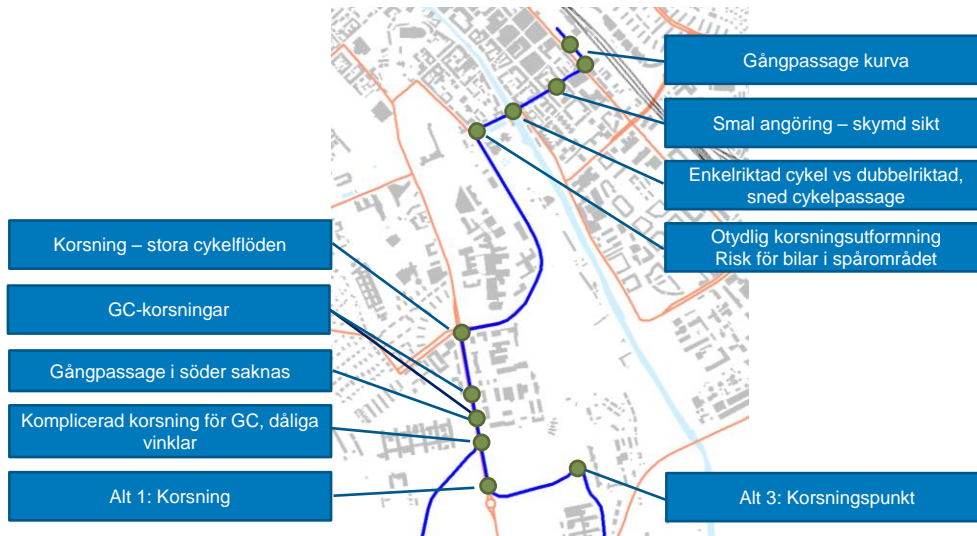 Gångpassage kurva
Smal angöring – skymd sikt
Enkelriktad cykel vs dubbelriktad,
sned cykelpassage
Otydlig korsningsutformning
Risk för bilar i spårområdet
Korsning – stora cykelflöden
GC-korsningar
Gångpassage i söder saknas
Komplicerad korsning för GC, dåliga
vinklar
Alt 1: Korsning
Alt 3: Korsningspunkt